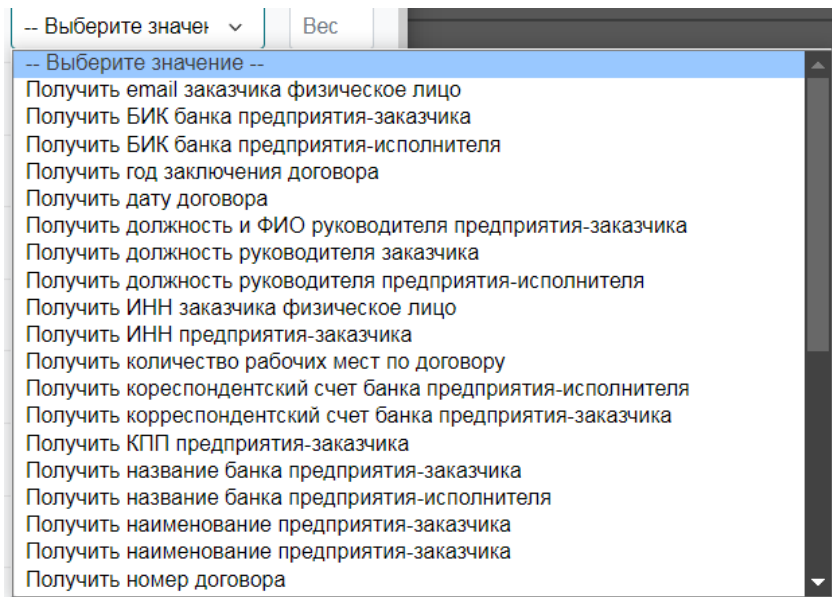 -- Выберите значен Вес
-- Выберите значение --
Получить email заказчика физическое лицо
Получить БИК банка предприятия-заказчика
Получить БИК банка предприятия-исполнителя
Получить год заключения договора
Получить дату договора
Получить должность и ФИО руководителя предприятия-заказчика
Получить должность руководителя заказчика
Получить должность руководителя предприятия-исполнителя
Получить ИНН заказчика физическое лицо
Получить ИНН предприятия-заказчика
Получить количество рабочих мест по договору
Получить кореспондентский счет банка предприятия-исполнителя
Получить корреспондентский счет банка предприятия-заказчика
Получить КПП предприятия-заказчика
Получить название банка предприятия-заказчика
Получить название банка предприятия-исполнителя
Получить наименование предприятия-заказчика
Получить наименование предприятия-заказчика
Получить номер договора